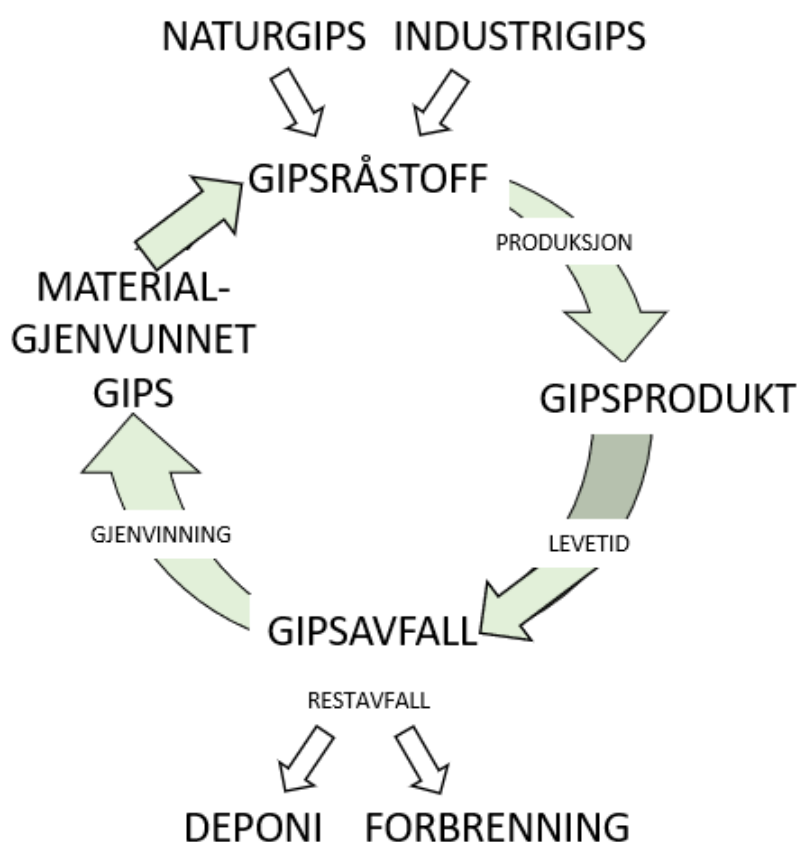 NATURGIPS INDUSTRIGIPS
GIPSRÅSTOFF
PRODUKSJON
MATERIAL-
GJENVUNNET
GIPS
GIPSPRODUKT
GJENVINNING
LEVETID
GIPSAVFALL
RESTAVFALL
DEPONI FORBRENNING